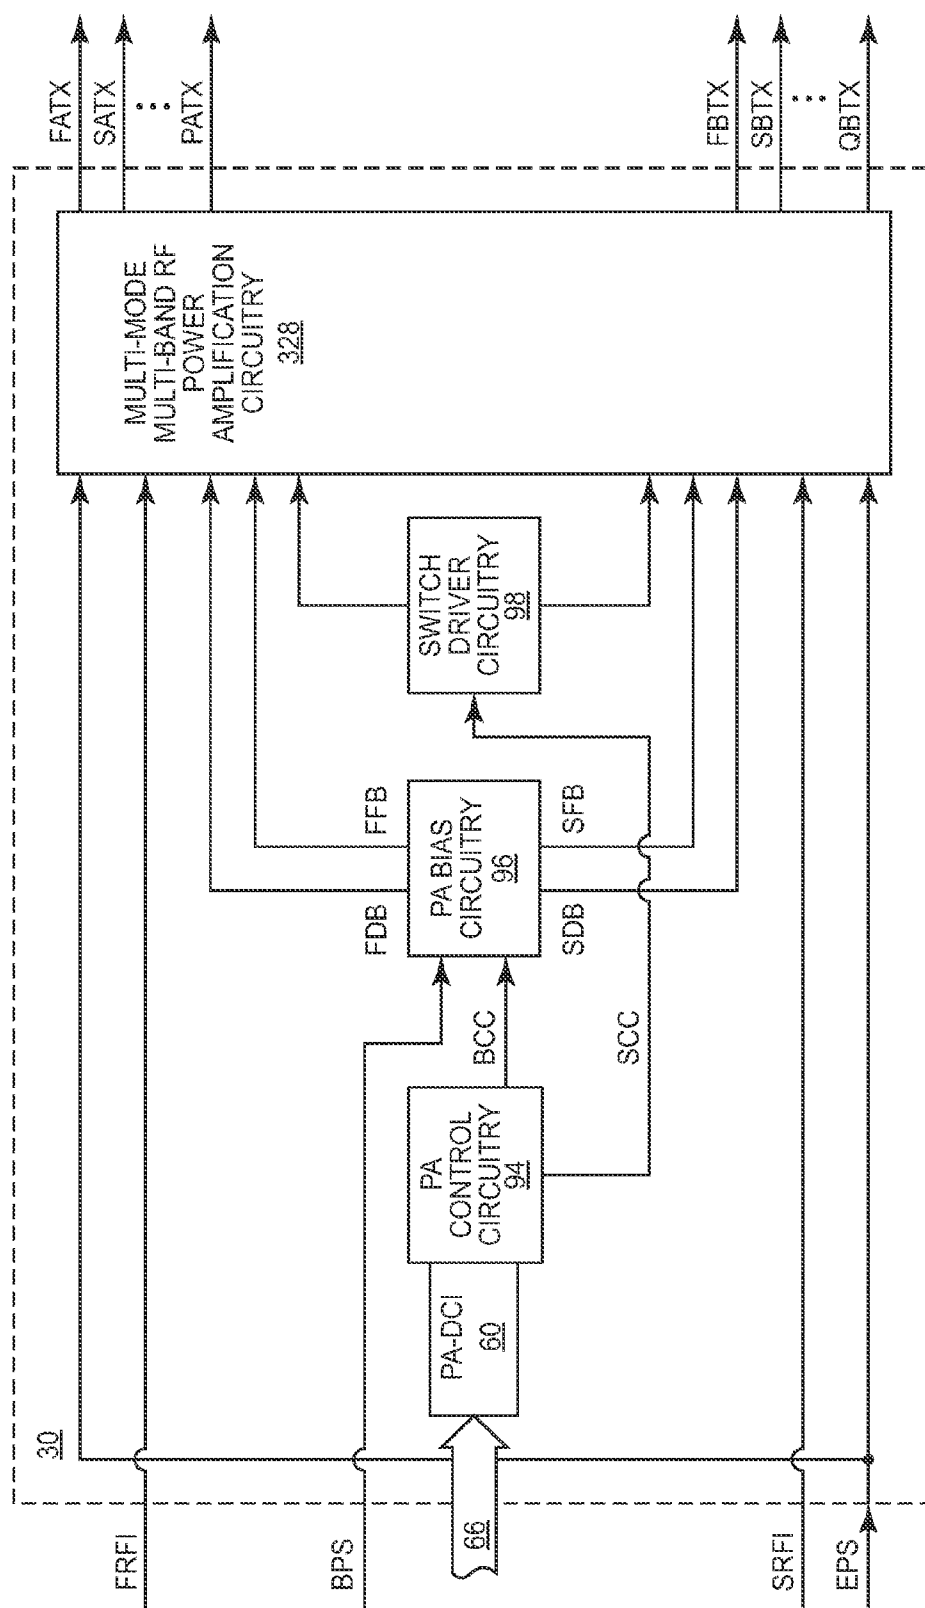 30
FRFI
BPS
66
SRFI
EPS
PA-DCI
60
PA
CONTROL
CIRCUITRY
94
BCC
SCC
FDB
FFB
PA BIAS
CIRCUITRY
96
SDB
SFB
SWITCH
DRIVER
CIRCUITRY
98
MULTI-MODE
MULTI-BAND RF
POWER
AMPLIFICATION
CIRCUITRY
328
FATX
SATX
•••
PATX
FBTX
SBTX
•••
QBTX